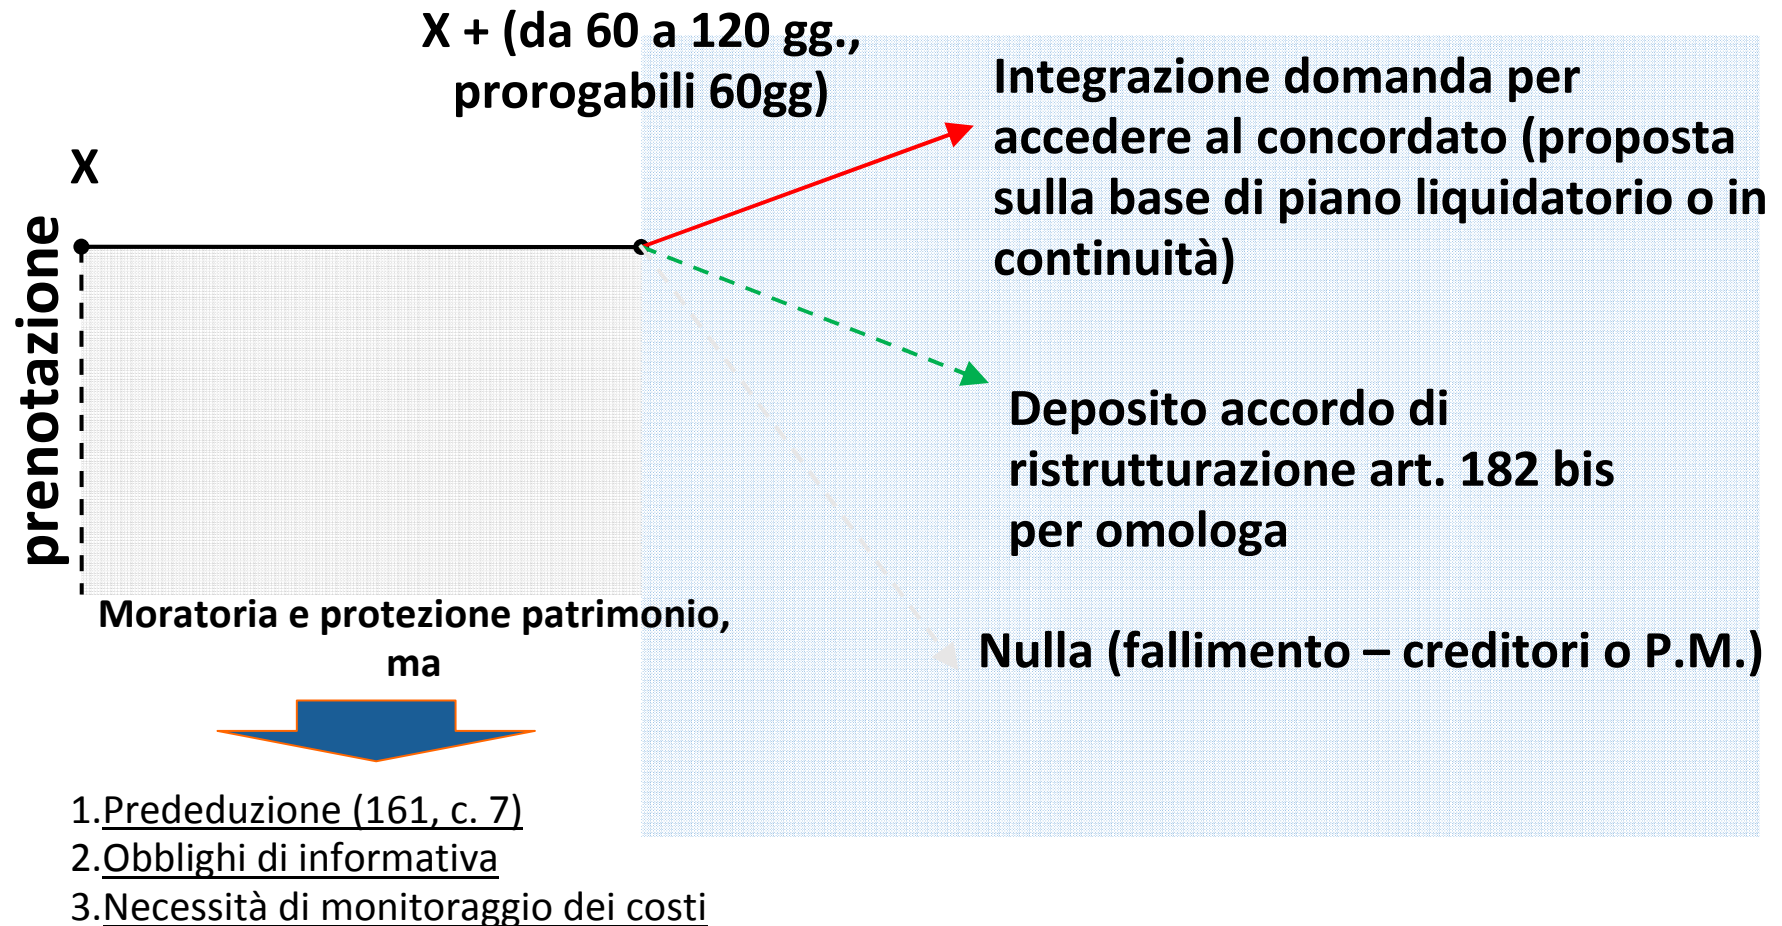 X + (da 60 a 120 gg.,
prorogabili 60gg)
X
prenotazione
Integrazione domanda per
accedere al concordato (proposta
sulla base di piano liquidatorio o in
continuità)
Deposito accordo di
ristrutturazione art. 182 bis
per omologa
Nulla (fallimento – creditori o P.M.)
Moratoria e protezione patrimonio,
ma
1.Prededuzione (161, c. 7)
2.Obblighi di informativa
3.Necessità di monitoraggio dei costi